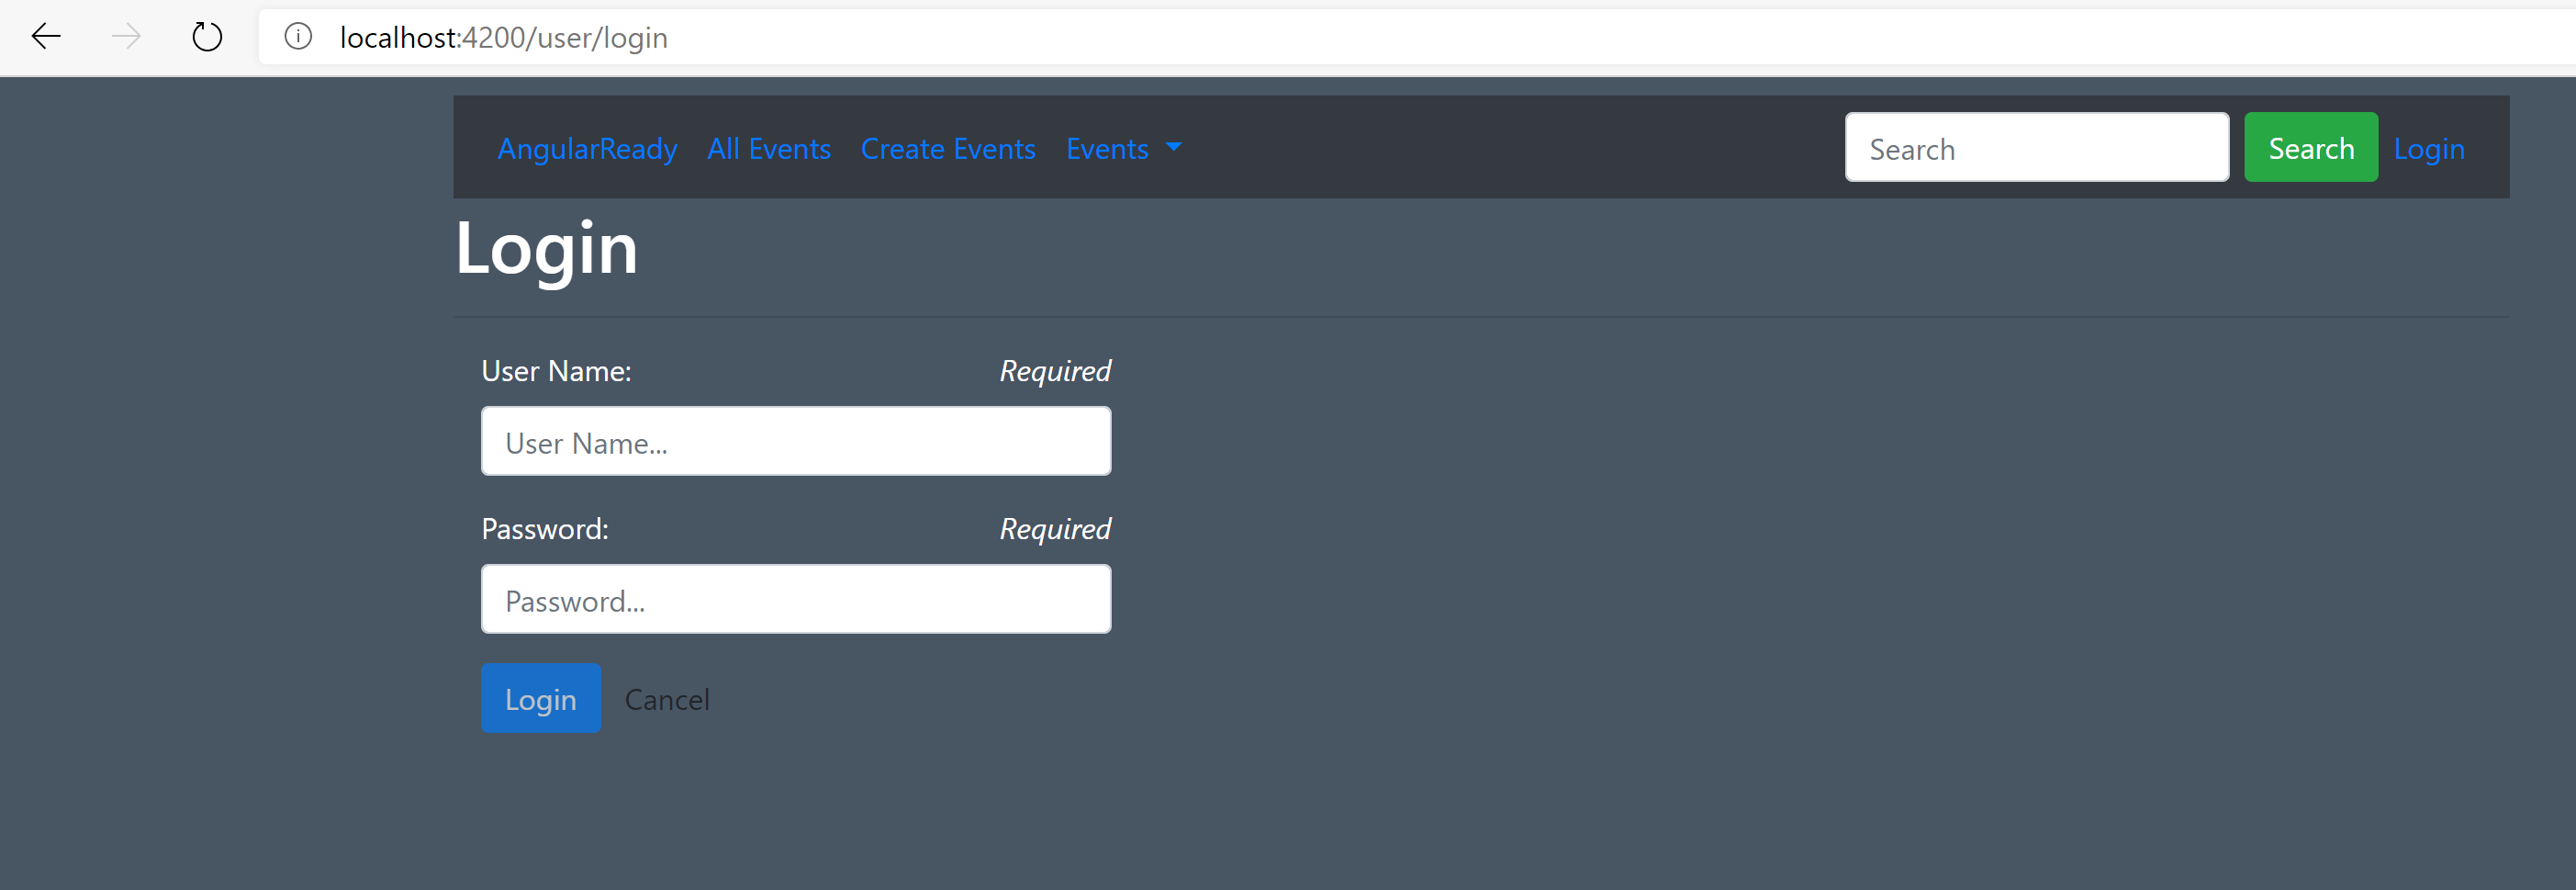 localhost:4200/user/login
AngularReady All Events Create Events Events Search Search Login
Login
User Name: Required
User Name...
Password: Required
Password...
Login Cancel